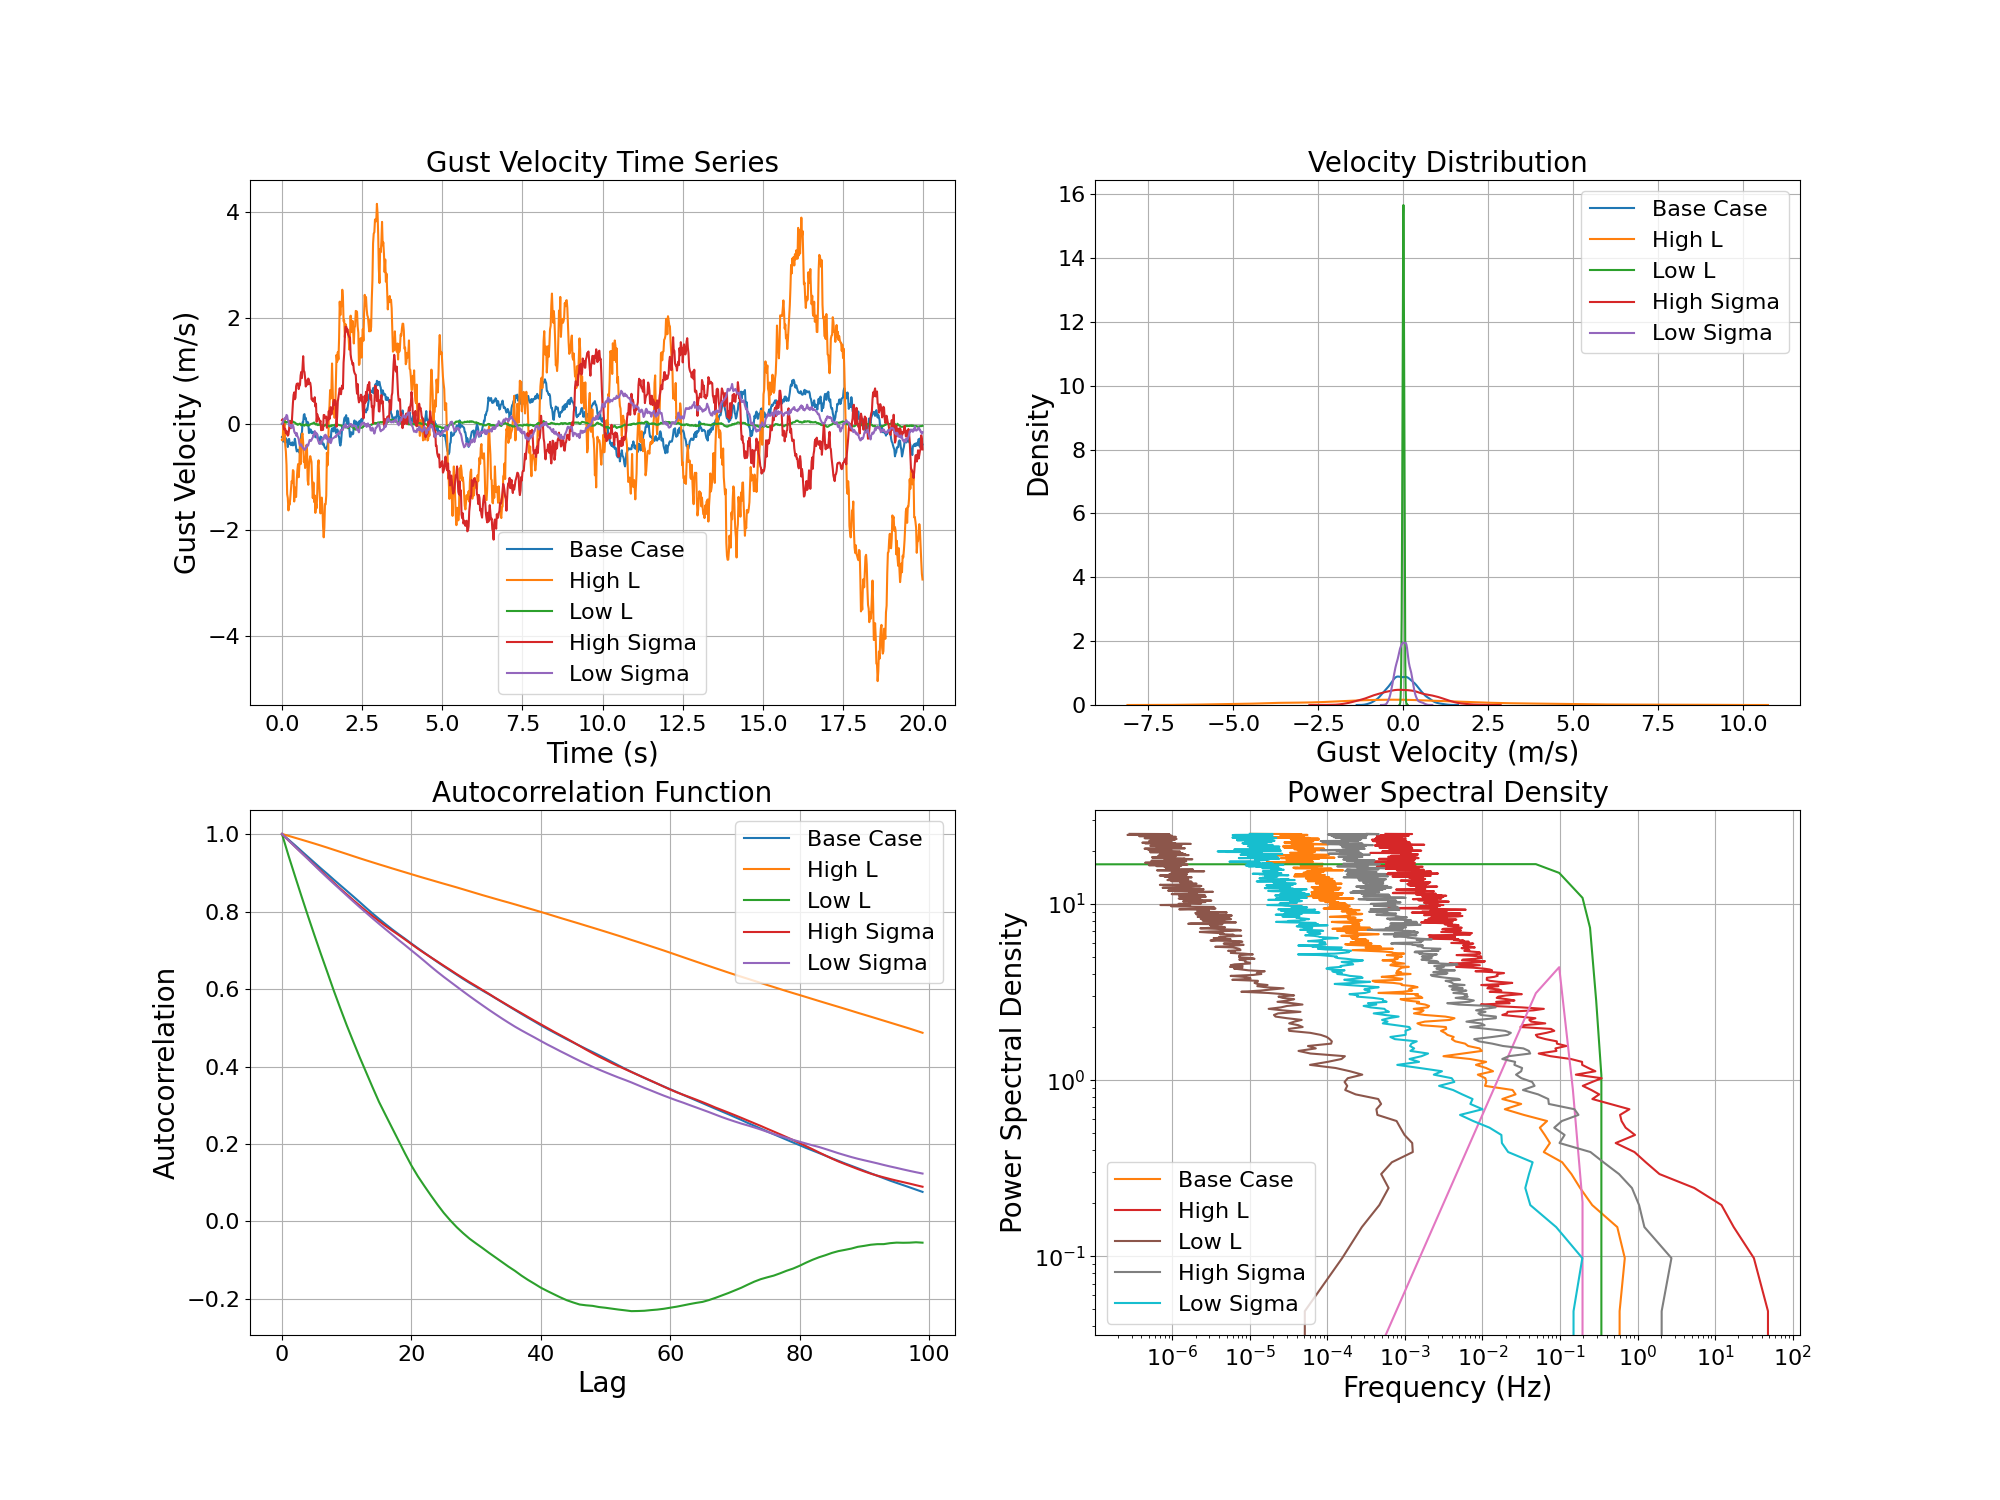 Gust Velocity Time Series
4
2
0
−2
−4
Gust Velocity (m/s)
0.0 2.5 5.0 7.5 10.0 12.5 15.0 17.5 20.0
Time (s)
Base Case
High L
Low L
High Sigma
Low Sigma
Velocity Distribution
16
14
12
10
8
6
4
2
0
Density
−7.5 −5.0 −2.5 0.0 2.5 5.0 7.5 10.0
Gust Velocity (m/s)
Base Case
High L
Low L
High Sigma
Low Sigma
Autocorrelation Function
1.0
0.8
0.6
0.4
0.2
0.0
−0.2
Autocorrelation
0 20 40 60 80 100
Lag
Base Case
High L
Low L
High Sigma
Low Sigma
Power Spectral Density
10¹
10⁰
10⁻¹
Power Spectral Density
10⁻⁶ 10⁻⁵ 10⁻⁴ 10⁻³ 10⁻² 10⁻¹ 10⁰ 10¹ 10²
Frequency (Hz)
Base Case
High L
Low L
High Sigma
Low Sigma